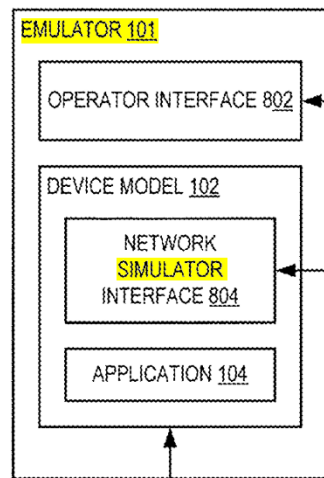 EMULATOR 101
OPERATOR INTERFACE 802
DEVICE MODEL 102
NETWORK
SIMULATOR
INTERFACE 804
APPLICATION 104